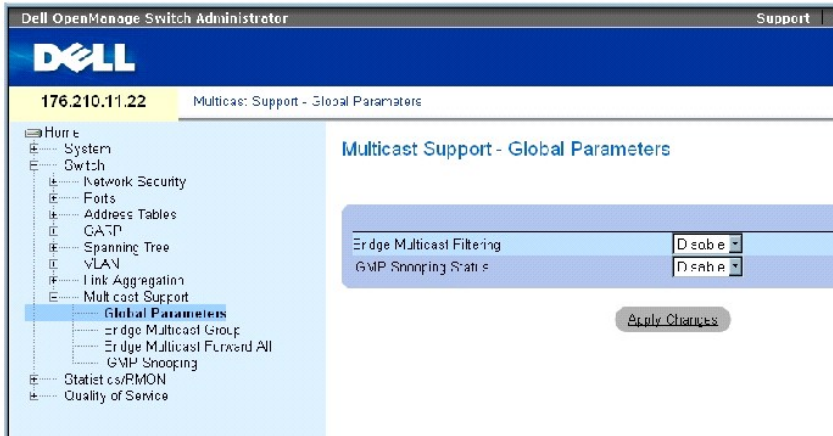 Dell OpenManage Switch Administrator
Support
DELL
176.210.11.22
Multicast Support - Global Parameters
Home
System
Switch
Network Security
Ports
Address Tables
GARP
Spanning Tree
VLAN
Link Aggregation
Multicast Support
Global Parameters
Bridge Multicast Group
Bridge Multicast Forward All
IGMP Snooping
Statistics/RMON
Quality of Service
Multicast Support - Global Parameters
Bridge Multicast Filtering
Disable
IGMP Snooping Status
Disable
Apply Changes